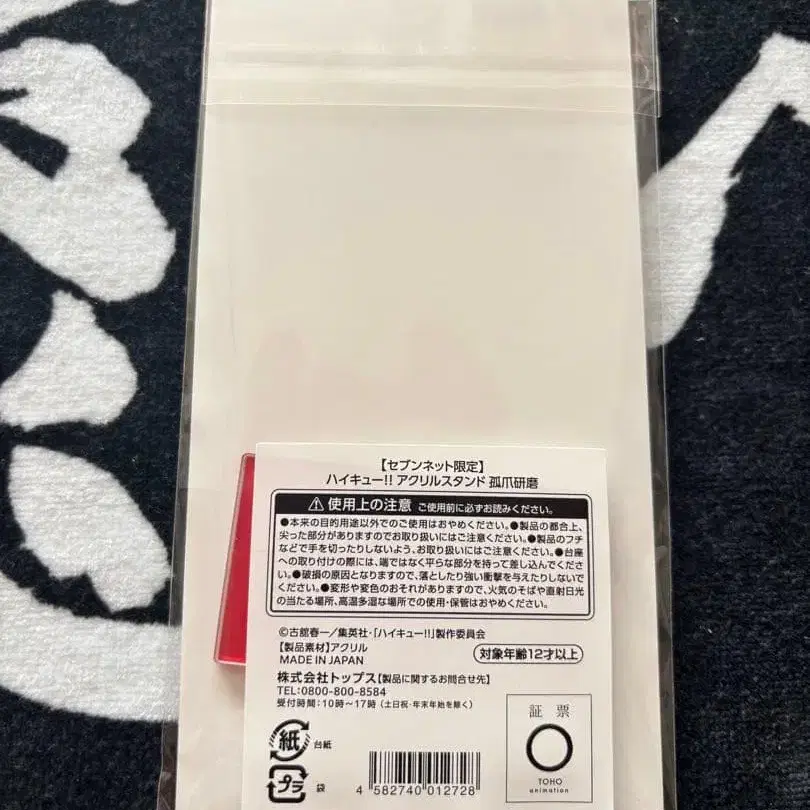 【セブンネット限定】
ハイキュー!! アクリルスタンド 孤爪研磨
使用上の注意 ご使用前に必ずお読みください。
●本来の目的用途以外でのご使用はおやめください。●製品の都合上、
尖った部分がありますのでお取り扱いにはご注意ください。●製品のフチ
などで手を切ったりしないよう、お取り扱いにはご注意ください。●台座
への取り付けの際には、端ではなく平らな部分を持って差し込んでくださ
い。●破損の原因となりますので、落としたり強い衝撃を与えたりしないで
ください。●変形や変色のおそれがありますので、火気のそばや直射日光
の当たる場所、高温多湿な場所での使用・保管はおやめください。
©古舘春一/集英社・「ハイキュー!!」製作委員会
【製品素材】アクリル
MADE IN JAPAN
対象年齢12才以上
株式会社トップス【製品に関するお問合せ先】
TEL:0800-800-8584
受付時間:10時~17時(土日祝・年末年始を除く)
紙 台紙
プラ 袋
4 582740 012728
証票
TOHO
animation